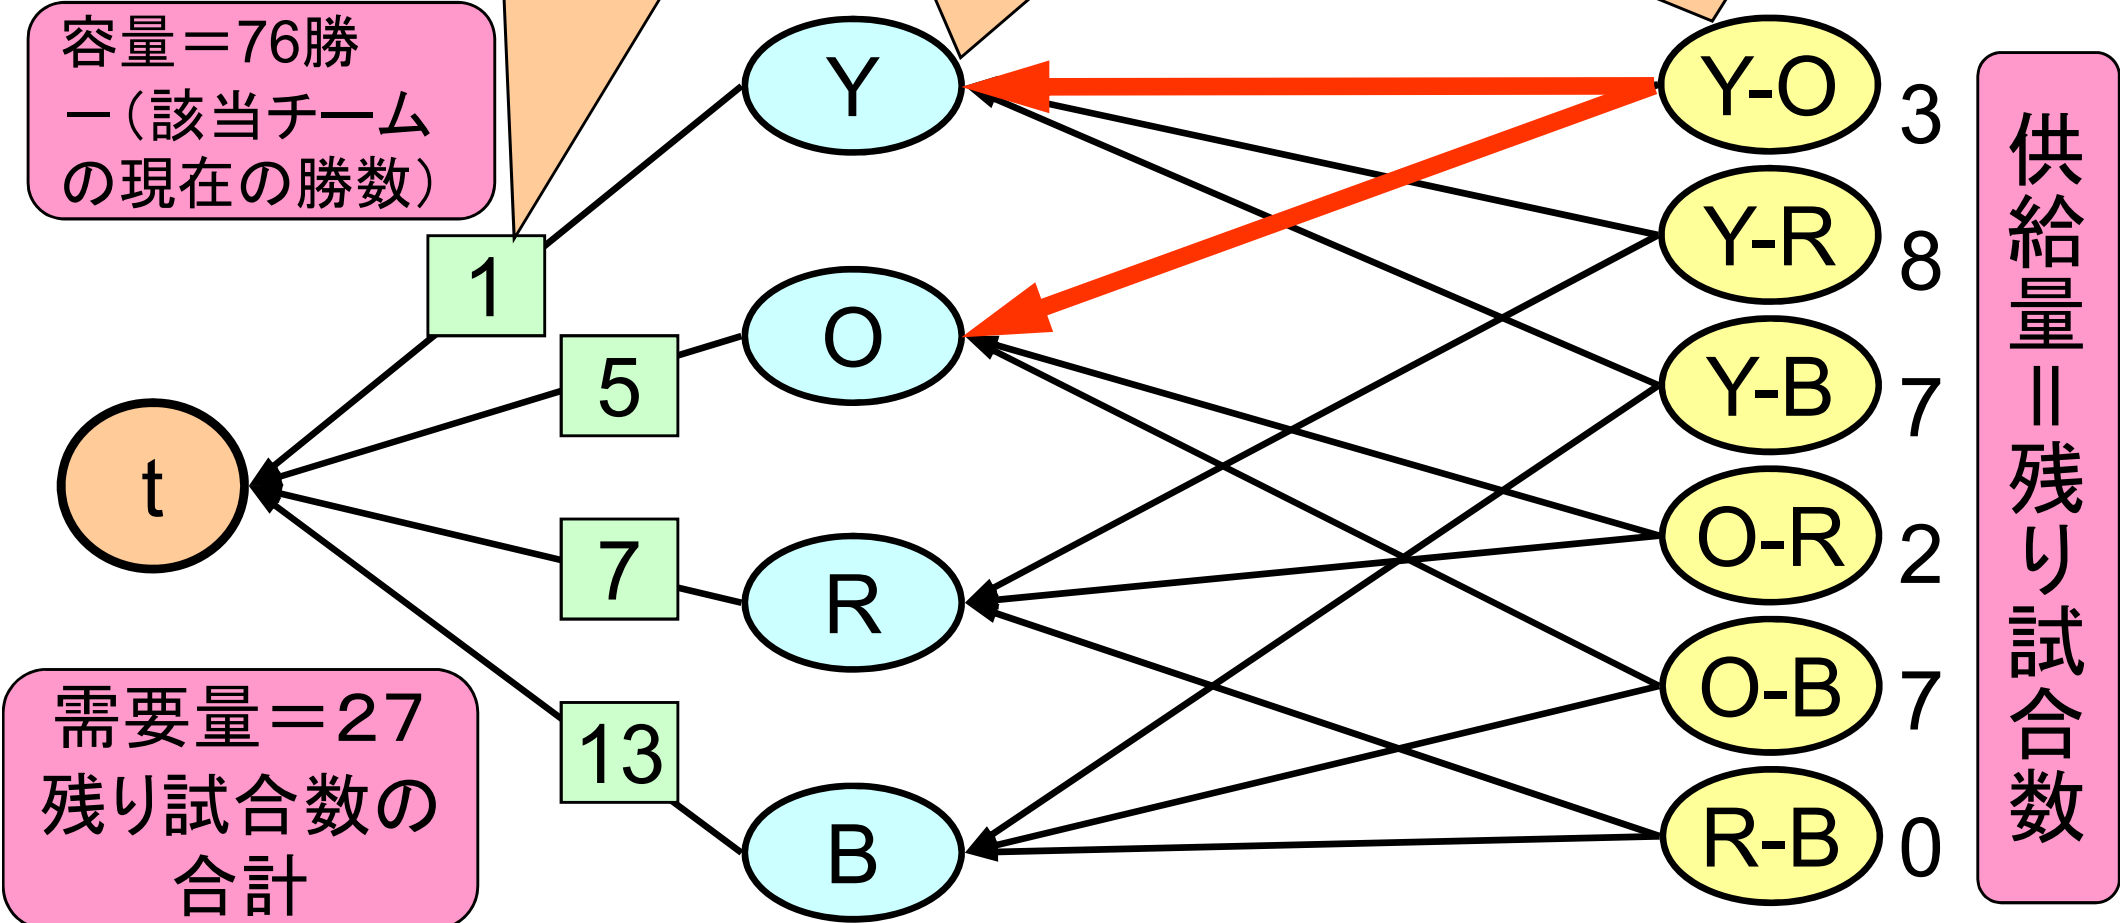 容量＝76勝
－(該当チーム
の現在の勝数)
Y
Y-O
3
Y-R
8
1
O
5
Y-B
7
t
O-R
2
7
R
O-B
7
13
B
R-B
0
需要量＝２７
残り試合数の
合計
供給量＝残り試合数